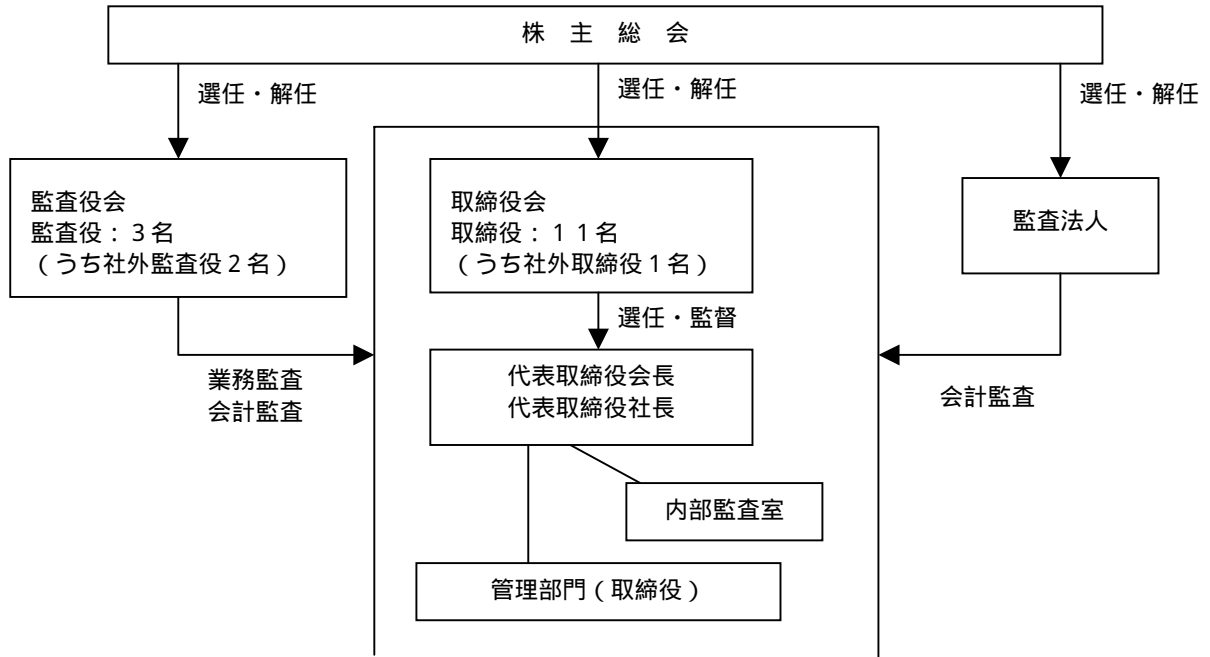 株 主 総 会
選任・解任
選任・解任
選任・解任
監査役会
監査役：３名
（うち社外監査役２名）
取締役会
取締役：１１名
（うち社外取締役１名）
監査法人
選任・監督
業務監査
会計監査
代表取締役会長
代表取締役社長
会計監査
内部監査室
管理部門（取締役）